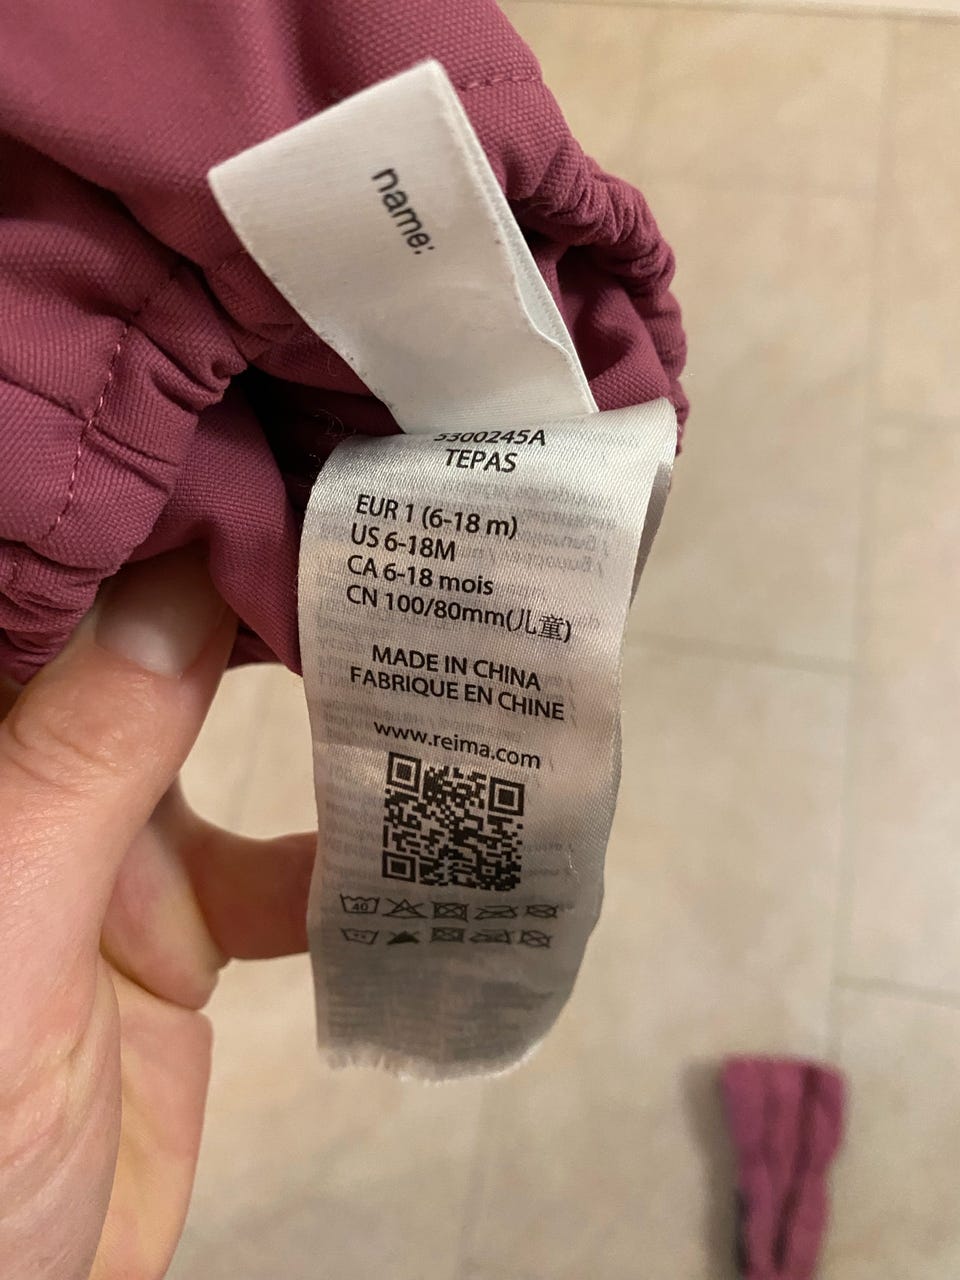 name:
5300245A
TEPAS
EUR 1 (6-18 m)
US 6-18M
CA 6-18 mois
CN 100/80mm(儿童)
MADE IN CHINA
FABRIQUE EN CHINE
www.reima.com
40